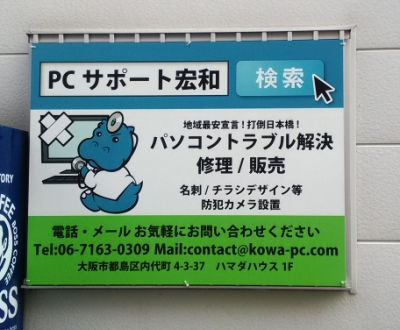 PC サポート宏和 検索
地域最安宣言！打倒日本橋！
パソコントラブル解決
修理 / 販売
名刺 / チラシデザイン等
防犯カメラ設置
電話・メール お気軽にお問い合わせください
Tel:06-7163-0309 Mail:contact@kowa-pc.com
大阪市都島区内代町 4-3-37 ハマダハウス 1F
BOSS COFFEE